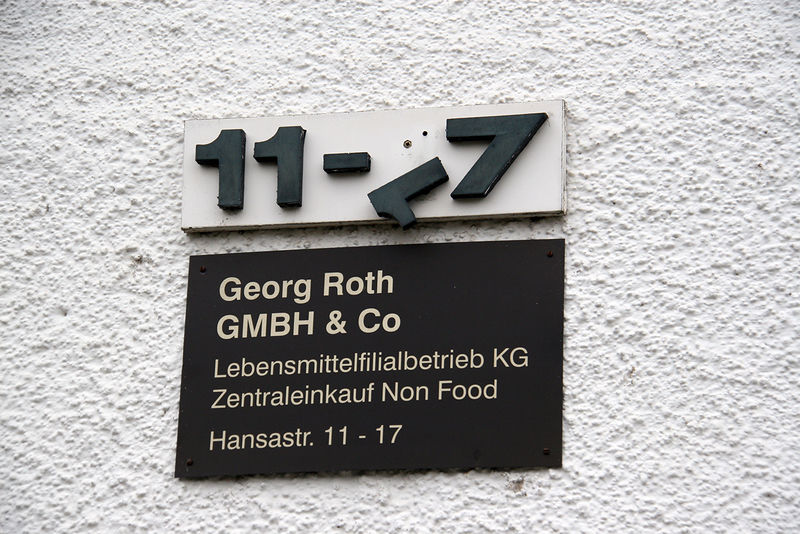 11-17
Georg Roth
GMBH & Co
Lebensmittelfilialbetrieb KG
Zentraleinkauf Non Food
Hansastr. 11 - 17